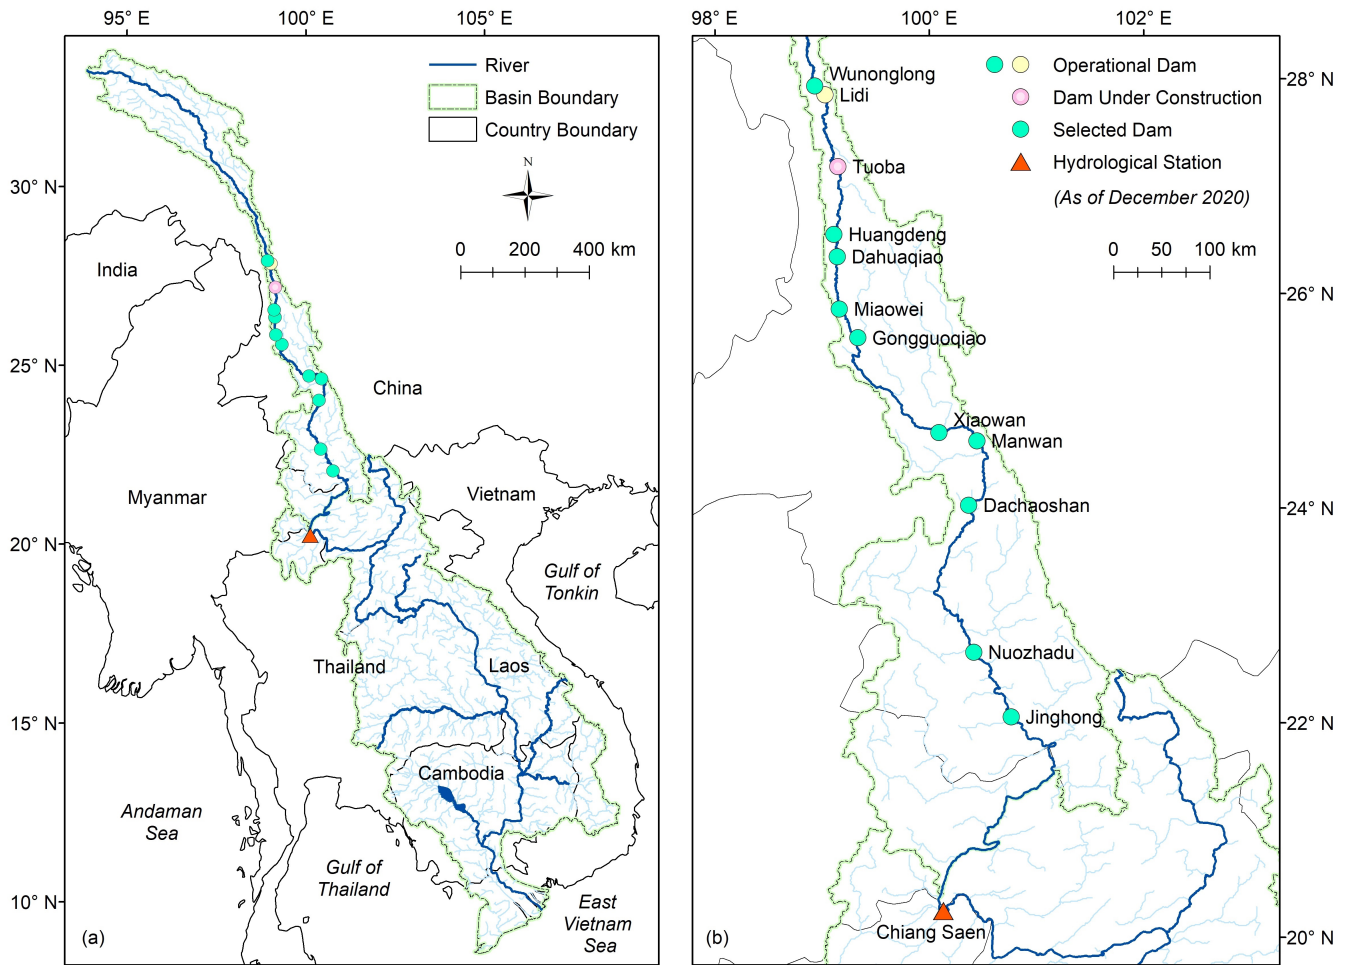 95° E
100° E
105° E
98° E
100° E
102° E
30° N
25° N
20° N
15° N
10° N
River
Basin Boundary
Country Boundary
N
0 200 400 km
India
China
Myanmar
Vietnam
Gulf of
Tonkin
Thailand
Laos
Cambodia
Andaman
Sea
Gulf of
Thailand
East
Vietnam
Sea
(a)
Operational Dam
Dam Under Construction
Selected Dam
Hydrological Station
(As of December 2020)
0 50 100 km
Wunonglong
Lidi
Tuoba
Huangdeng
Dahuaqiao
Miaowei
Gongguoqiao
Xiaowan
Manwan
Dachaoshan
Nuozhadu
Jinghong
Chiang Saen
(b)
28° N
26° N
24° N
22° N
20° N